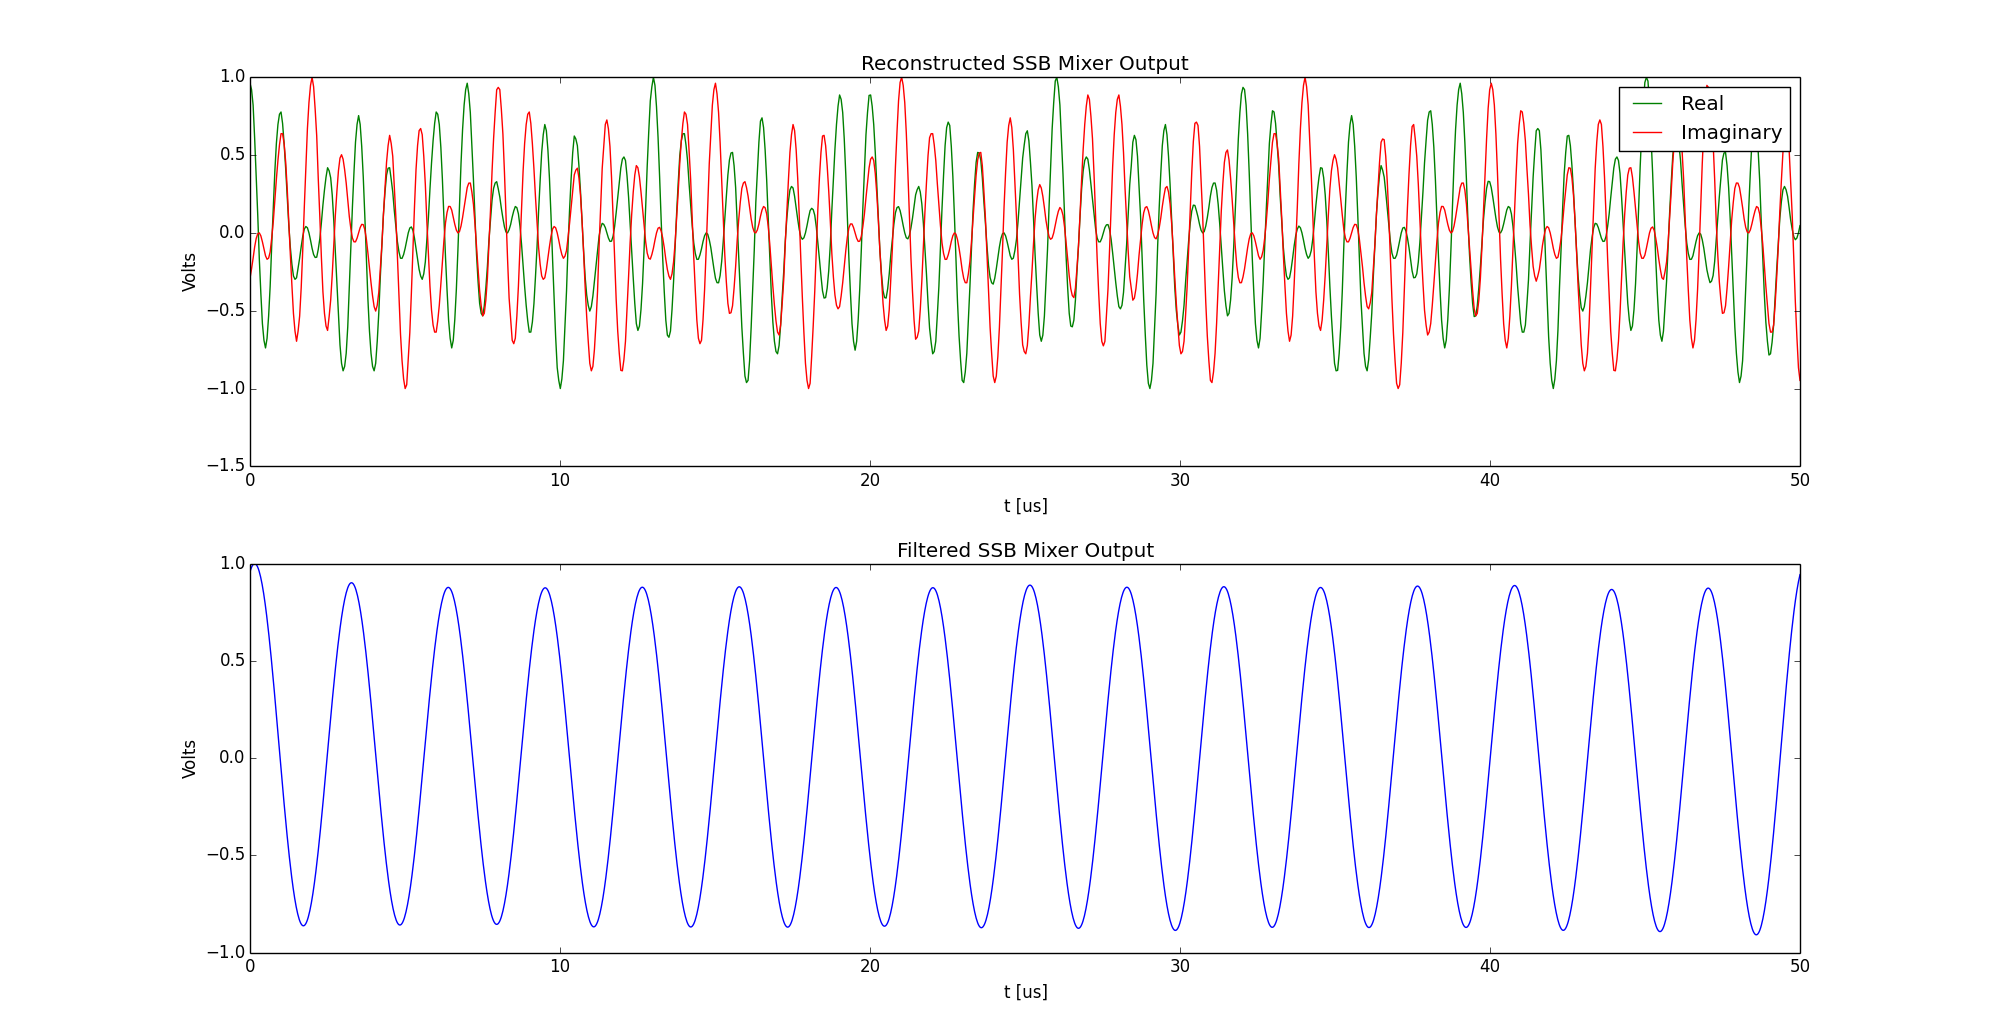 Reconstructed SSB Mixer Output
1.0
0.5
0.0
−0.5
−1.0
−1.5
Volts
Real
Imaginary
0 10 20 30 40 50
t [us]
Filtered SSB Mixer Output
1.0
0.5
0.0
−0.5
−1.0
Volts
0 10 20 30 40 50
t [us]